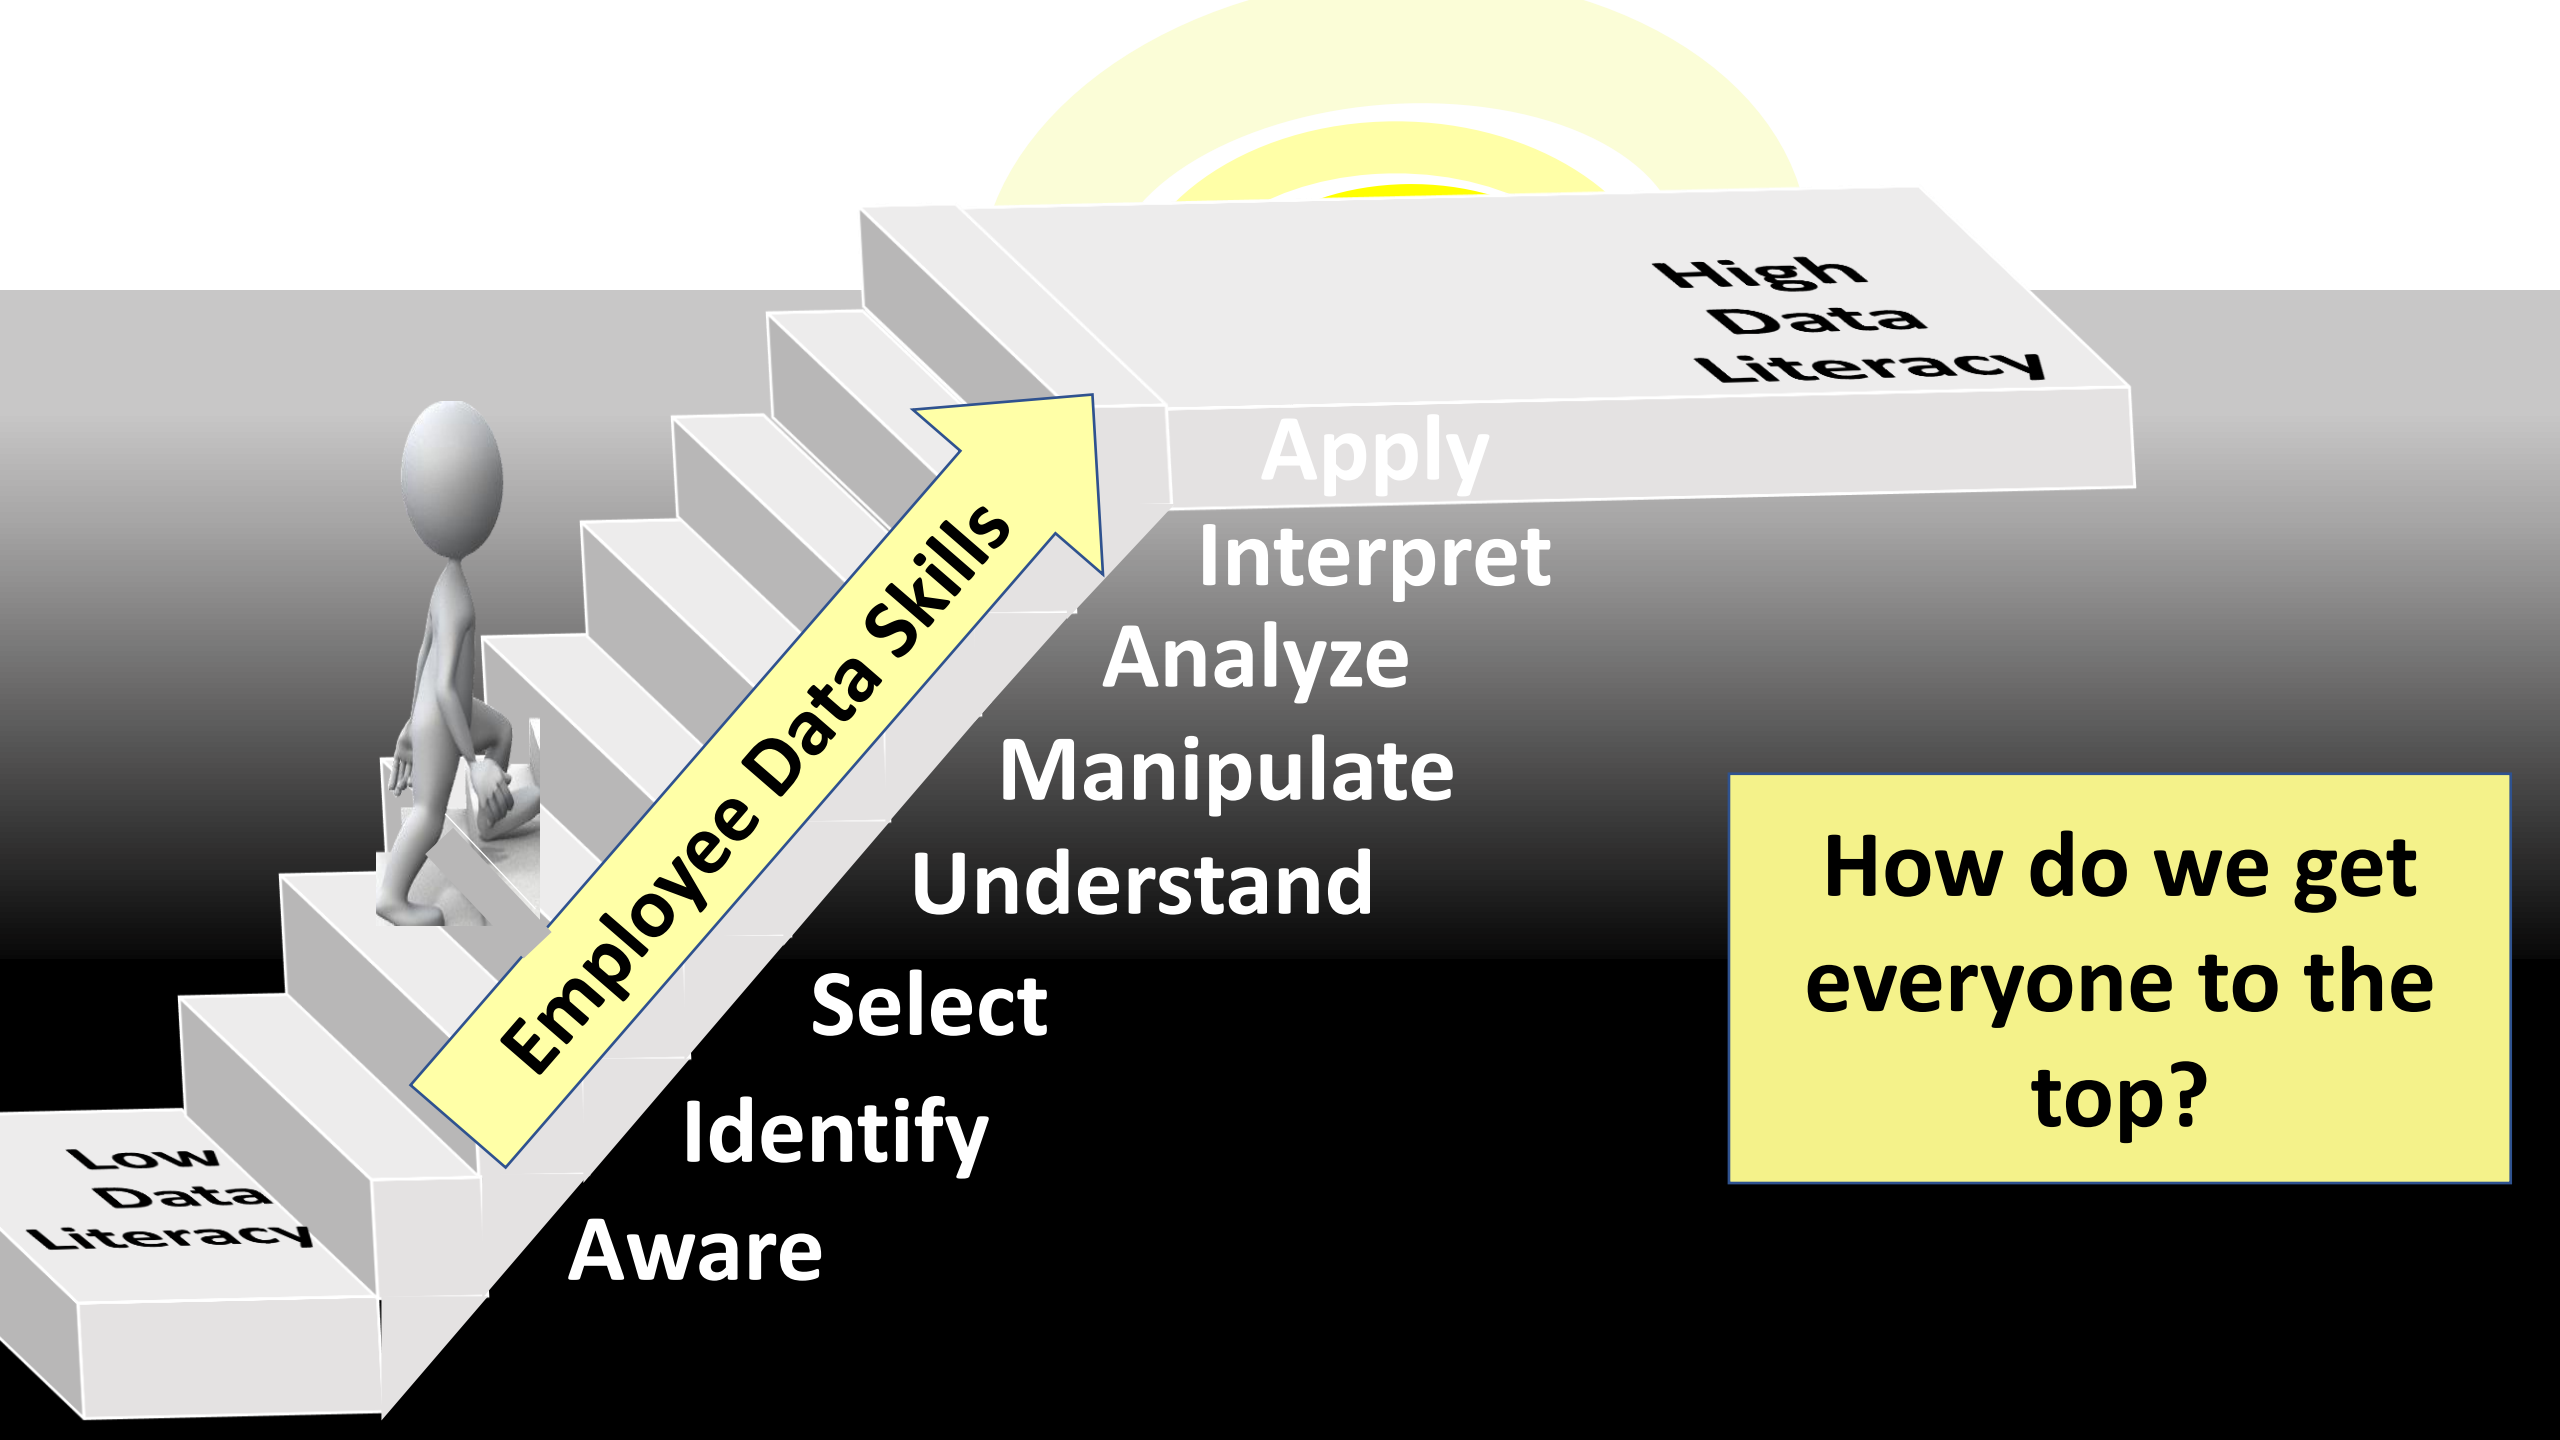 High
Data
Literacy
Apply
Interpret
Analyze
Manipulate
Understand
Select
Identify
Aware
Employee Data Skills
Low
Data
Literacy
How do we get
everyone to the
top?